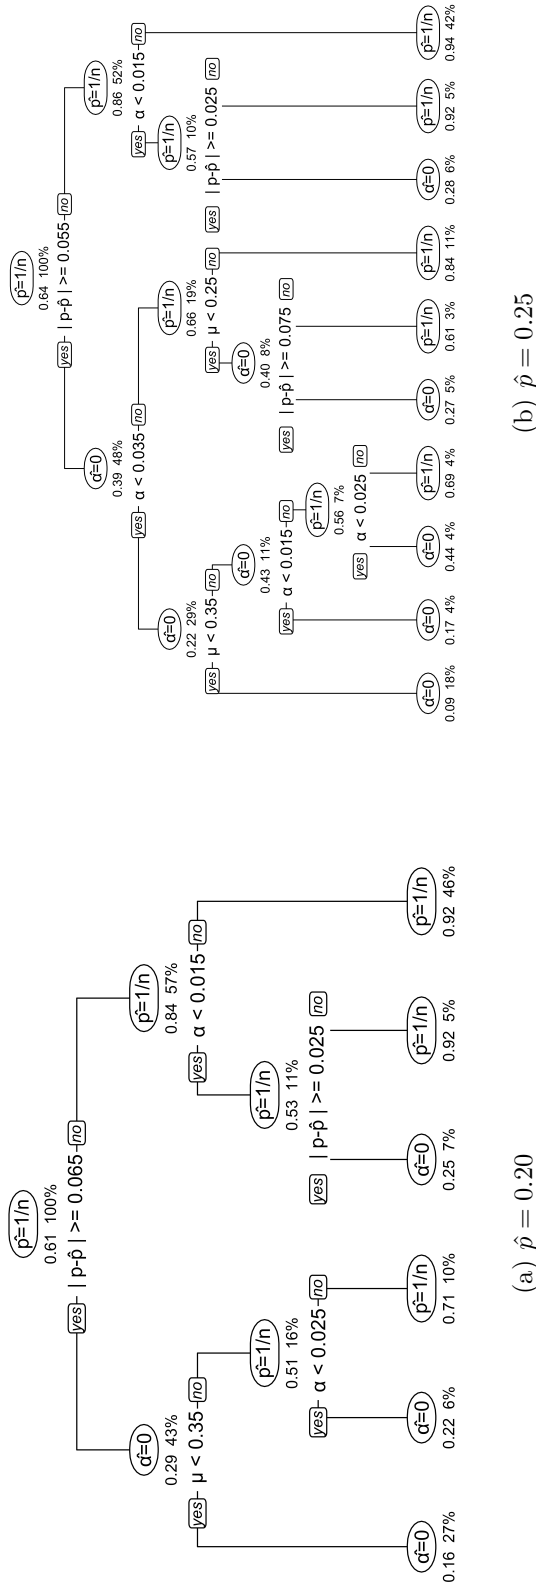 p̂=1/n
0.61 100%
yes | p-p̂ | >= 0.065 no
α̂=0
0.29 43%
yes μ < 0.35 no
p̂=1/n
0.84 57%
yes α < 0.015 no
p̂=1/n
0.51 16%
yes α < 0.025 no
p̂=1/n
0.53 11%
yes | p-p̂ | >= 0.025 no
α̂=0
0.16 27%
α̂=0
0.22 6%
p̂=1/n
0.71 10%
α̂=0
0.25 7%
p̂=1/n
0.92 5%
p̂=1/n
0.92 46%
(a) p̂ = 0.20
p̂=1/n
0.64 100%
yes | p-p̂ | >= 0.055 no
α̂=0
0.39 48%
yes α < 0.035 no
p̂=1/n
0.86 52%
yes α < 0.015 no
α̂=0
0.22 29%
yes μ < 0.35 no
p̂=1/n
0.66 19%
yes μ < 0.25 no
p̂=1/n
0.57 10%
yes | p-p̂ | >= 0.025 no
α̂=0
0.43 11%
yes α < 0.015 no
α̂=0
0.40 8%
yes | p-p̂ | >= 0.075 no
p̂=1/n
0.56 7%
yes α < 0.025 no
α̂=0
0.09 18%
α̂=0
0.17 4%
α̂=0
0.44 4%
p̂=1/n
0.69 4%
α̂=0
0.27 5%
p̂=1/n
0.61 3%
p̂=1/n
0.84 11%
α̂=0
0.28 6%
p̂=1/n
0.92 5%
p̂=1/n
0.94 42%
(b) p̂ = 0.25